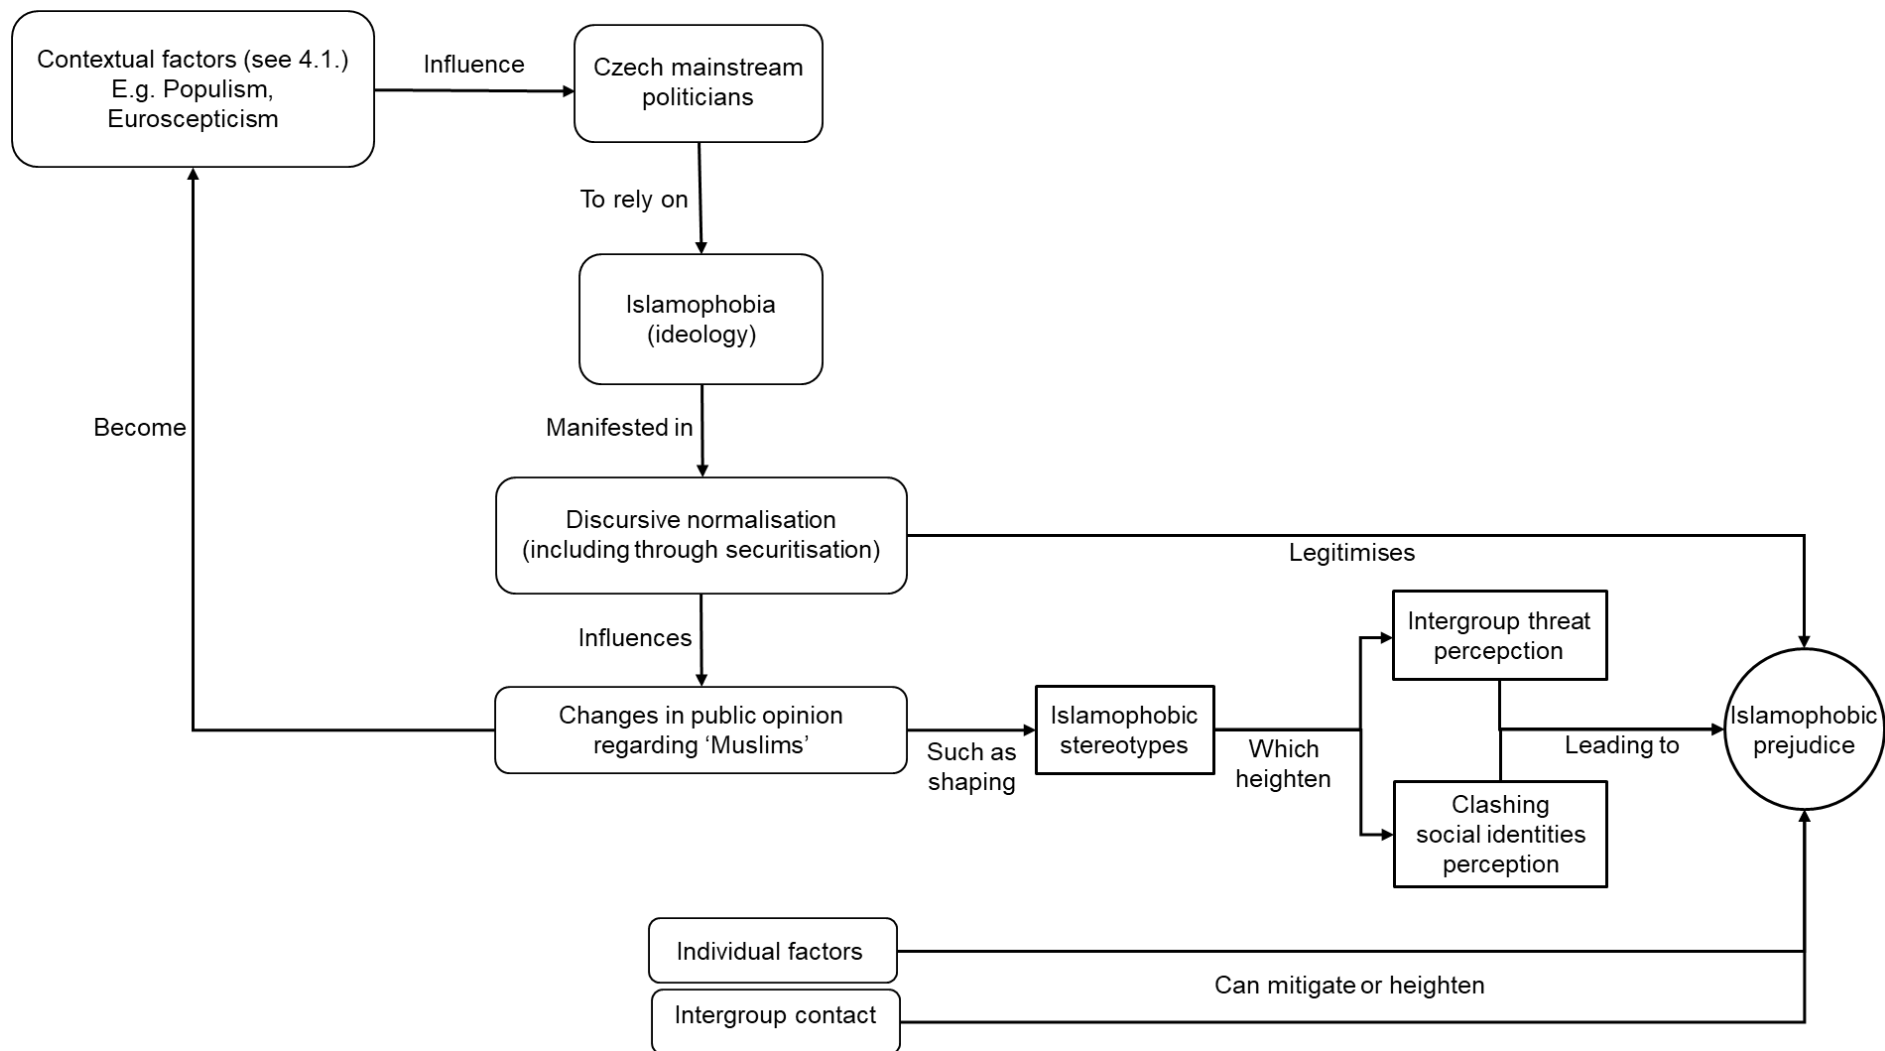 Contextual factors (see 4.1.)
E.g. Populism,
Euroscepticism
Influence
Czech mainstream
politicians
To rely on
Islamophobia
(ideology)
Become
Manifested in
Discursive normalisation
(including through securitisation)
Legitimises
Influences
Intergroup threat
percepction
Changes in public opinion
regarding ‘Muslims’
Such as
shaping
Islamophobic
stereotypes
Which
heighten
Leading to
Islamophobic
prejudice
Clashing
social identities
perception
Individual factors
Can mitigate or heighten
Intergroup contact